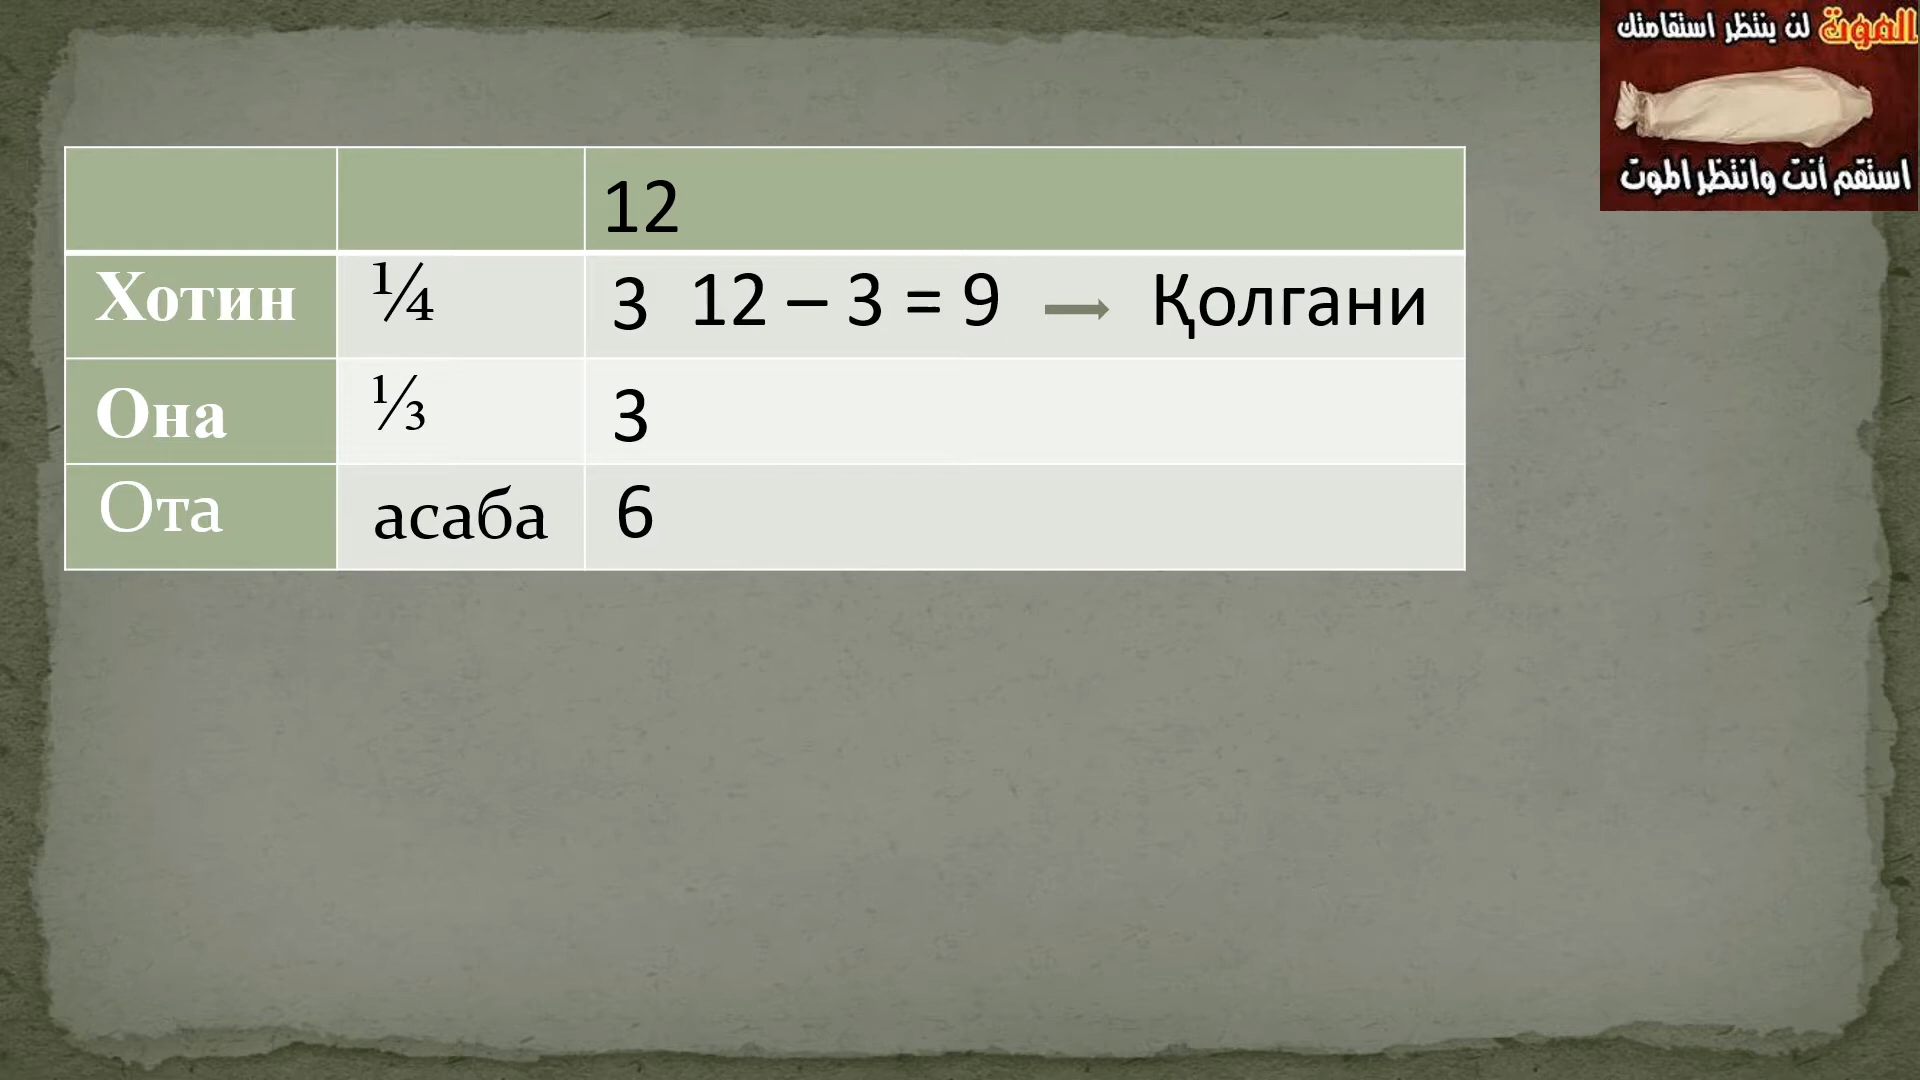 الموت لن ينتظر استقامتك
استقم أنت وانتظر الموت
12
Хотин ¼ 3 12 – 3 = 9 Қолгани
Она ⅓ 3
Ота асаба 6